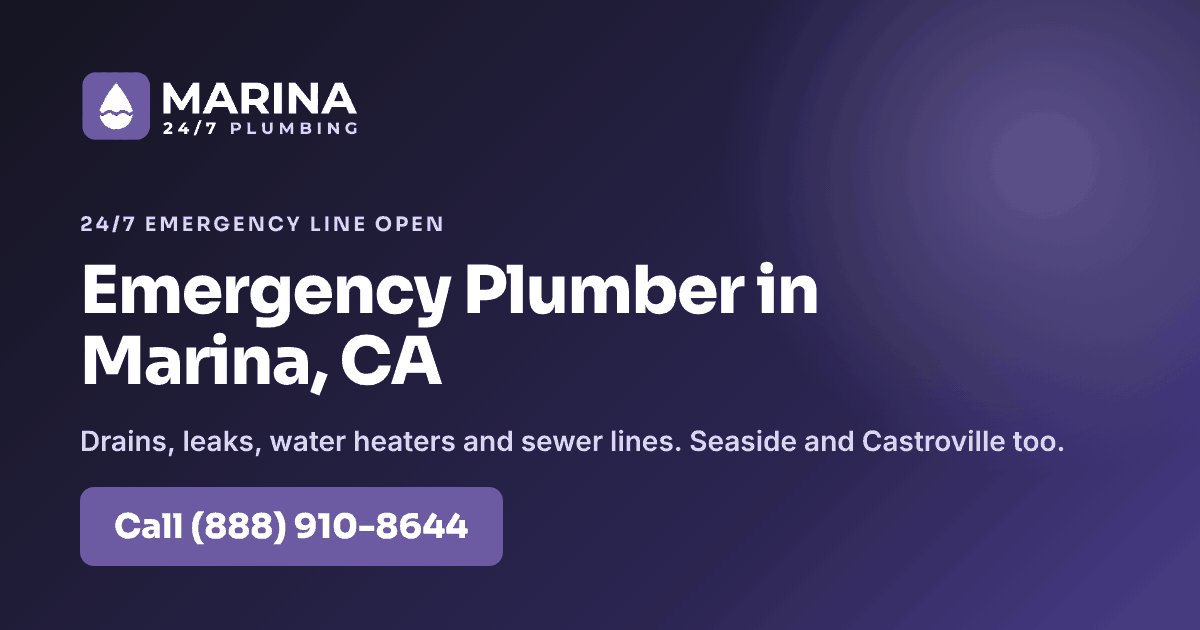 MARINA
24/7 PLUMBING
24/7 EMERGENCY LINE OPEN
Emergency Plumber in
Marina, CA
Drains, leaks, water heaters and sewer lines. Seaside and Castroville too.
Call (888) 910-8644